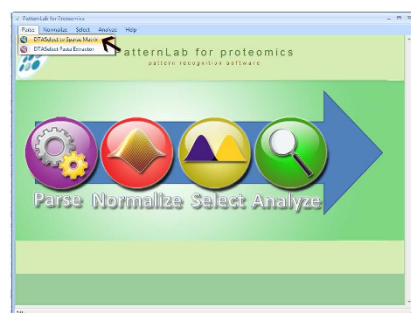 PatternLab for Proteomics
Parse Normalize Select Analyze Help
DTASelect to Sparse Matrix
DTASelect Fasta Extractor
PatternLab for proteomics
pattern recognition software
Parse Normalize Select Analyze